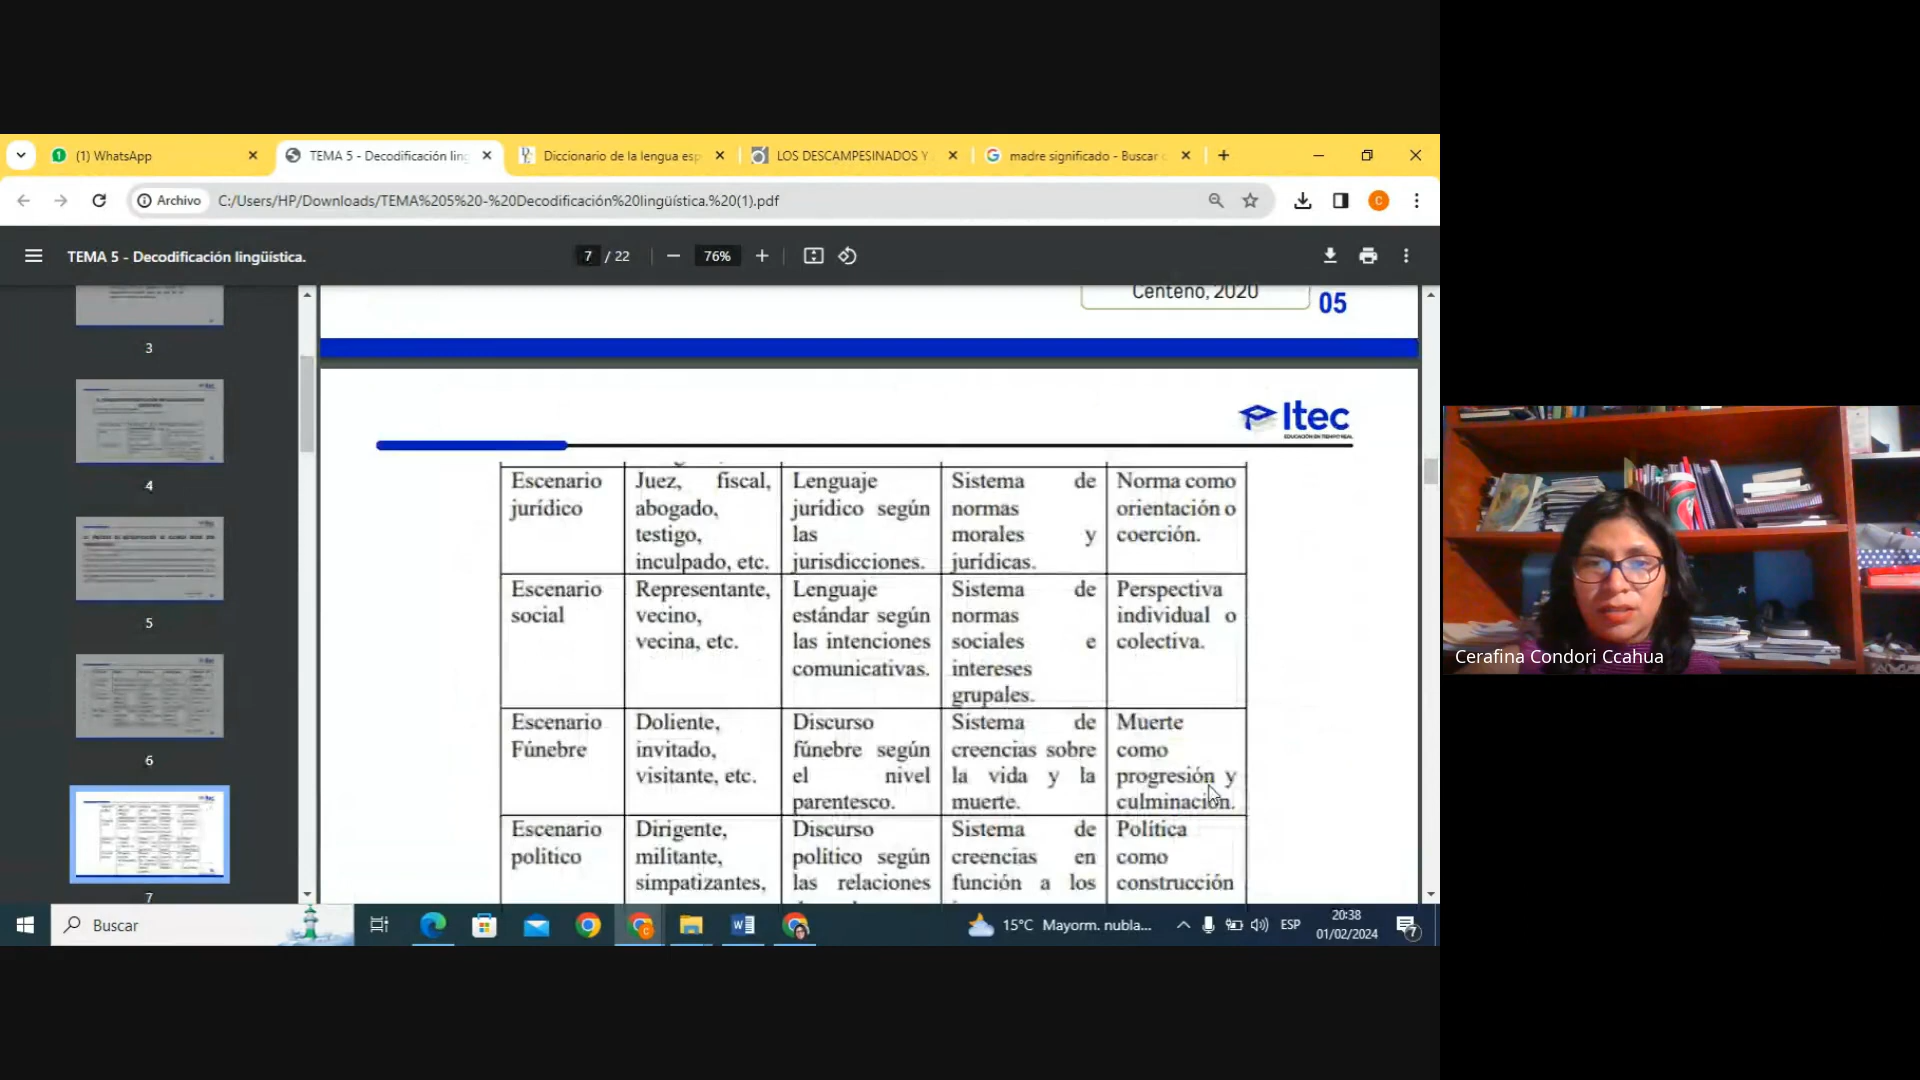 (1) WhatsApp
TEMA 5 - Decodificación ling
Diccionario de la lengua esp
LOS DESCAMPESINADOS Y
madre significado - Buscar
Archivo
C:/Users/HP/Downloads/TEMA%205%20-%20Decodificación%20lingüística.%20(1).pdf
TEMA 5 - Decodificación lingüística.
7 / 22
76%
3
4
5
6
7
Centeno, 2020
05
Itec
EDUCACIÓN EN TIEMPO REAL
Escenario jurídico
Juez, fiscal, abogado, testigo, inculpado, etc.
Lenguaje jurídico según las jurisdicciones.
Sistema de normas morales y jurídicas.
Norma como orientación o coerción.
Escenario social
Representante, vecino, vecina, etc.
Lenguaje estándar según las intenciones comunicativas.
Sistema de normas sociales e intereses grupales.
Perspectiva individual o colectiva.
Escenario Fúnebre
Doliente, invitado, visitante, etc.
Discurso fúnebre según el nivel parentesco.
Sistema de creencias sobre la vida y la muerte.
Muerte como progresión y culminación.
Escenario político
Dirigente, militante, simpatizantes,
Discurso político según las relaciones
Sistema de creencias en función a los
Política como construcción
Cerafina Condori Ccahua
Buscar
15°C Mayorm. nubla...
ESP
20:38
01/02/2024
7